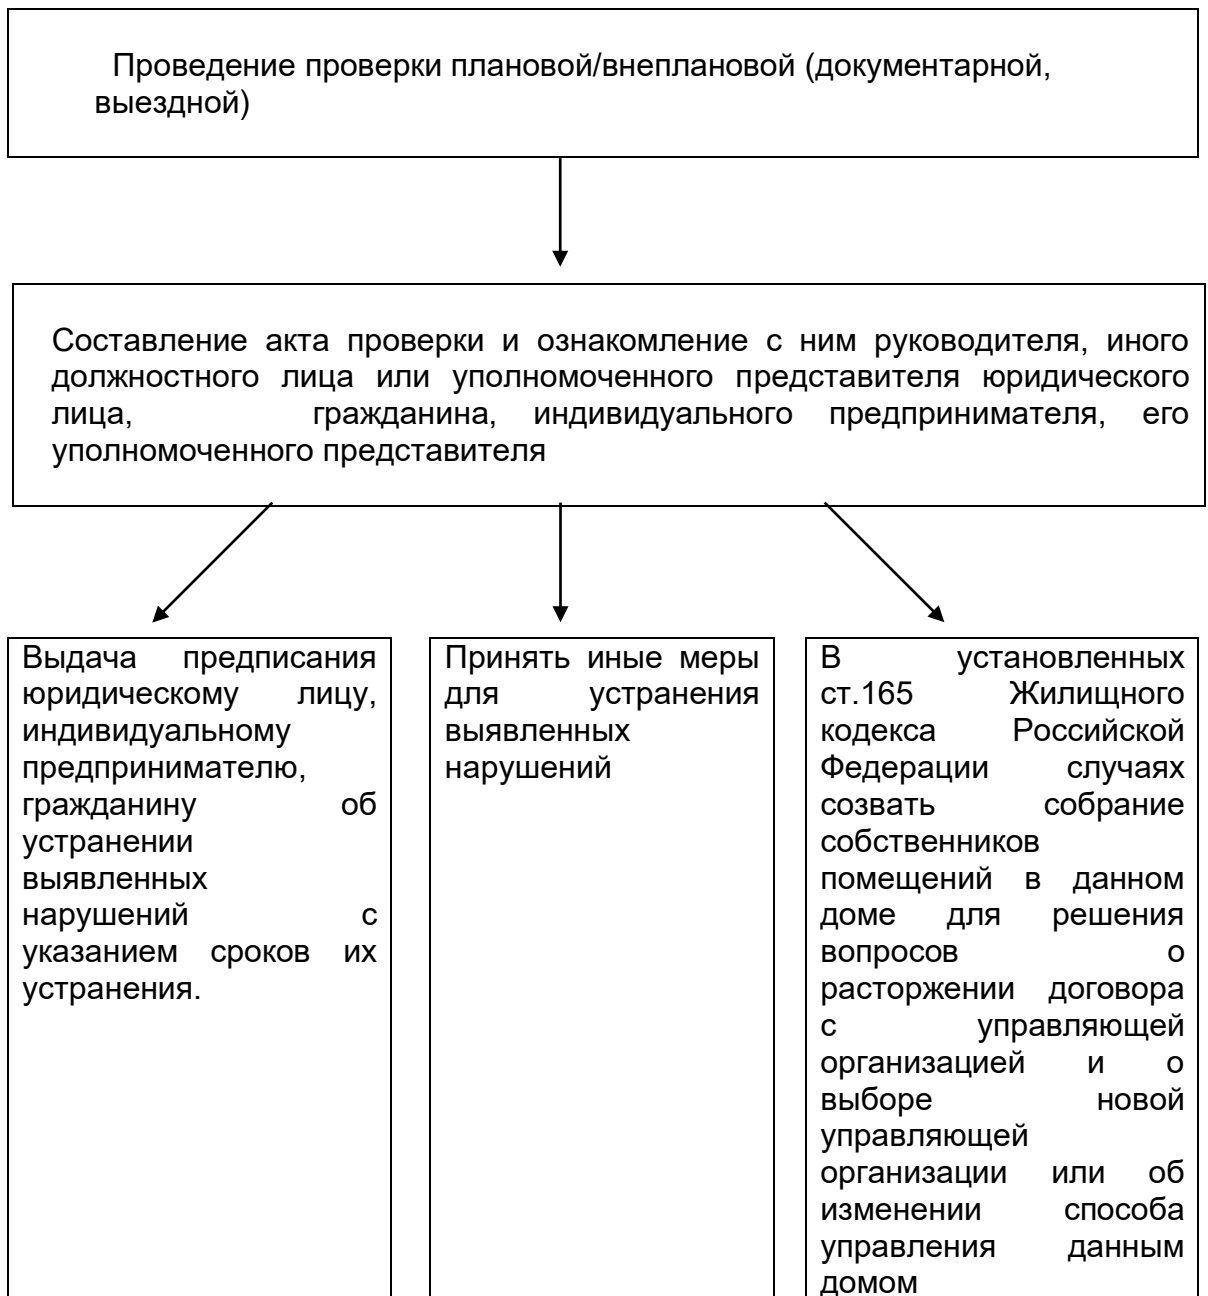 Проведение проверки плановой/внеплановой (документарной,
выездной)
Составление акта проверки и ознакомление с ним руководителя, иного
должностного лица или уполномоченного представителя юридического
лица, гражданина, индивидуального предпринимателя, его
уполномоченного представителя
Выдача предписания
юридическому лицу,
индивидуальному
предпринимателю,
гражданину об
устранении
выявленных
нарушений с
указанием сроков их
устранения.
Принять иные меры
для устранения
выявленных
нарушений
В установленных
ст.165 Жилищного
кодекса Российской
Федерации случаях
созвать собрание
собственников
помещений в данном
доме для решения
вопросов о
расторжении договора
с управляющей
организацией и о
выборе новой
управляющей
организации или об
изменении способа
управления данным
домом